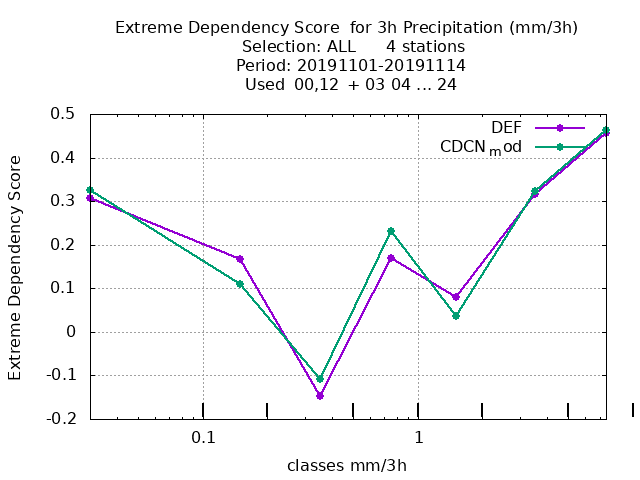 Extreme Dependency Score  for 3h Precipitation (mm/3h)
Selection: ALL      4 stations
Period: 20191101-20191114
Used  00,12  + 03 04 ... 24
DEF
CDCNmod
Extreme Dependency Score
0.5
0.4
0.3
0.2
0.1
0
-0.1
-0.2
0.1
1
classes mm/3h